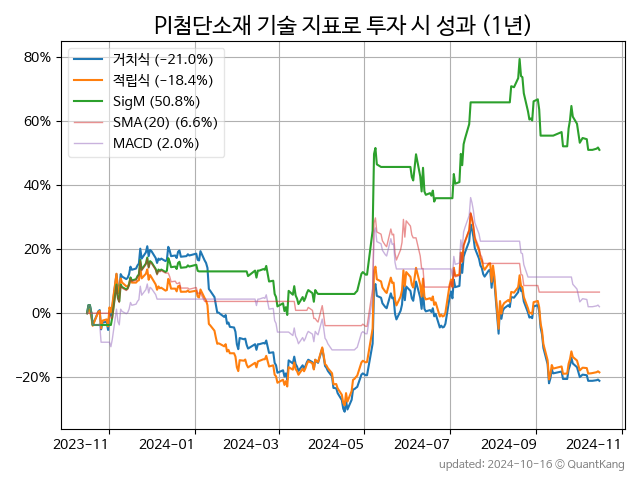 PI첨단소재 기술 지표로 투자 시 성과 (1년)
80%
60%
40%
20%
0%
−20%
거치식 (−21.0%)
적립식 (−18.4%)
SigM (50.8%)
SMA(20) (6.6%)
MACD (2.0%)
2023−11 2024−01 2024−03 2024−05 2024−07 2024−09 2024−11
updated: 2024-10-16 © QuantKang